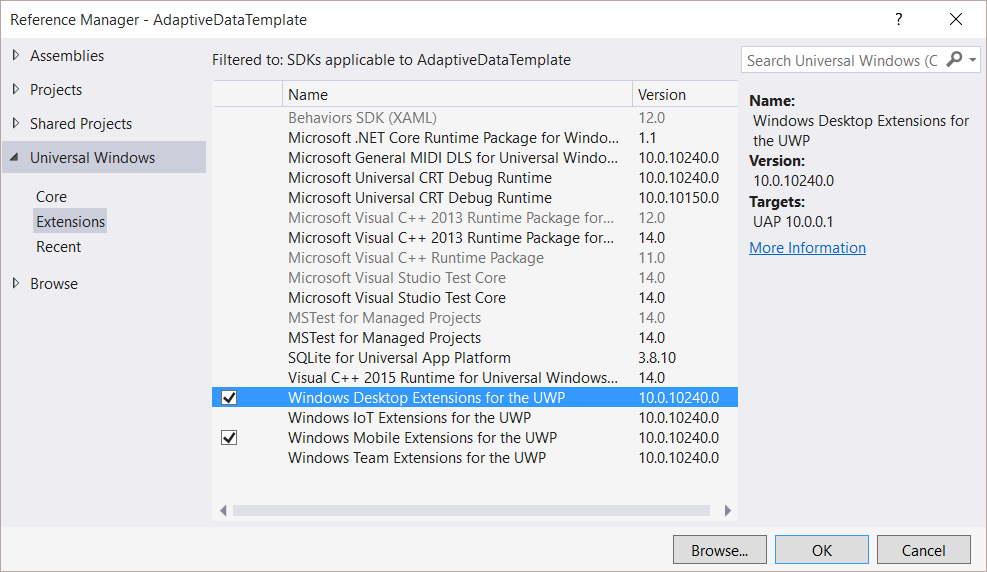 Reference Manager - AdaptiveDataTemplate
?
Assemblies
Projects
Shared Projects
Universal Windows
Core
Extensions
Recent
Browse
Filtered to: SDKs applicable to AdaptiveDataTemplate
Name Version
Behaviors SDK (XAML) 12.0
Microsoft .NET Core Runtime Package for Windo... 1.1
Microsoft General MIDI DLS for Universal Windo... 10.0.10240.0
Microsoft Universal CRT Debug Runtime 10.0.10240.0
Microsoft Universal CRT Debug Runtime 10.0.10150.0
Microsoft Visual C++ 2013 Runtime Package for... 12.0
Microsoft Visual C++ 2013 Runtime Package for... 14.0
Microsoft Visual C++ Runtime Package 11.0
Microsoft Visual Studio Test Core 14.0
Microsoft Visual Studio Test Core 14.0
MSTest for Managed Projects 14.0
MSTest for Managed Projects 14.0
SQLite for Universal App Platform 3.8.10
Visual C++ 2015 Runtime for Universal Windows... 14.0
Windows Desktop Extensions for the UWP 10.0.10240.0
Windows IoT Extensions for the UWP 10.0.10240.0
Windows Mobile Extensions for the UWP 10.0.10240.0
Windows Team Extensions for the UWP 10.0.10240.0
Search Universal Windows (C
Name:
Windows Desktop Extensions for
the UWP
Version:
10.0.10240.0
Targets:
UAP 10.0.0.1
More Information
Browse... OK Cancel